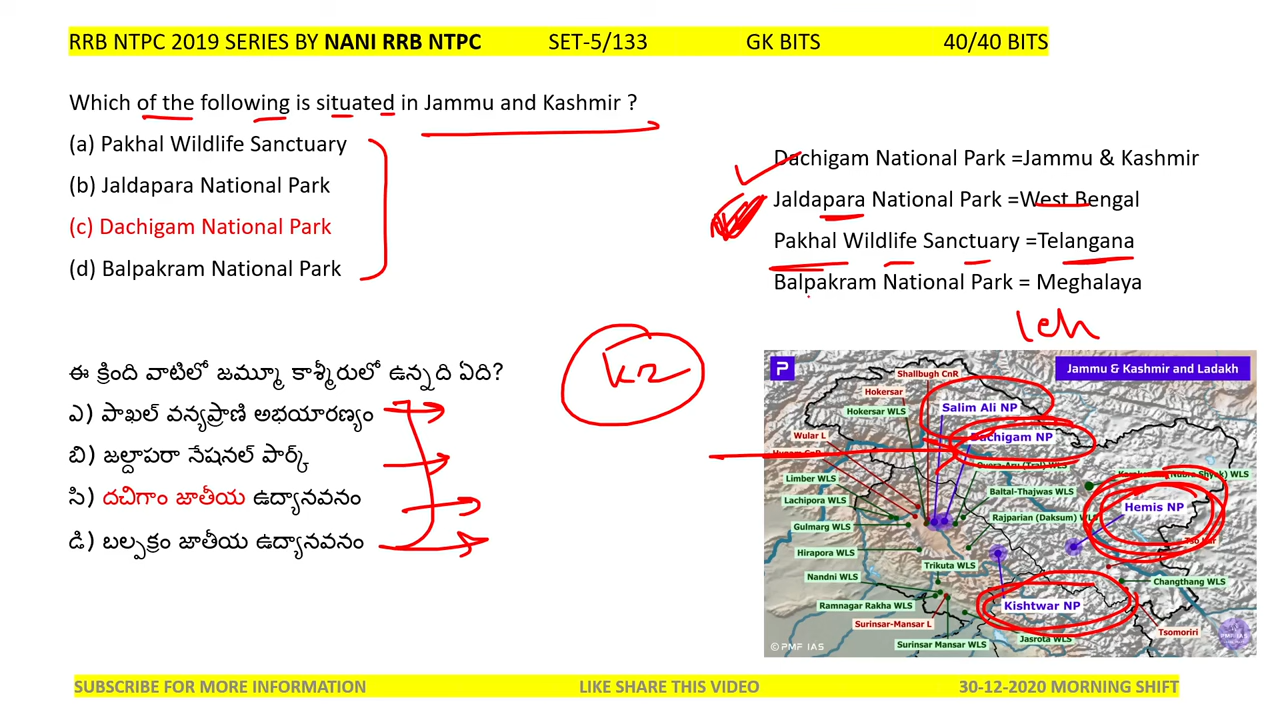 RRB NTPC 2019 SERIES BY NANI RRB NTPC SET-5/133 GK BITS 40/40 BITS
Which of the following is situated in Jammu and Kashmir ?
(a) Pakhal Wildlife Sanctuary
(b) Jaldapara National Park
(c) Dachigam National Park
(d) Balpakram National Park
Dachigam National Park =Jammu & Kashmir
Jaldapara National Park =West Bengal
Pakhal Wildlife Sanctuary =Telangana
Balpakram National Park = Meghalaya
leh
ఈ క్రింది వాటిలో జమ్మూ కాశ్మీరులో ఉన్నది ఏది?
ఎ) పాఖల్ వన్యప్రాణి అభయారణ్యం
బి) జల్దాపరా నేషనల్ పార్క్
సి) దచిగాం జాతీయ ఉద్యానవనం
డి) బల్పక్రం జాతీయ ఉద్యానవనం
P
Jammu & Kashmir and Ladakh
Shallbugh CnR
Hokersar
Hokersar WLS
Salim Ali NP
Wular L
Dachigam NP
Limber WLS
Baltal-Thajwas WLS
Lachipora WLS
Hemis NP
Gulmarg WLS
Rajparian (Daksum) WLS
Hirapora WLS
Trikuta WLS
Nandni WLS
Changthang WLS
Ramnagar Rakha WLS
Kishtwar NP
Surinsar-Mansar L
Tsomoriri
Surinsar Mansar WLS
Jasrota WLS
© PMF IAS
PMF IAS
SUBSCRIBE FOR MORE INFORMATION LIKE SHARE THIS VIDEO 30-12-2020 MORNING SHIFT